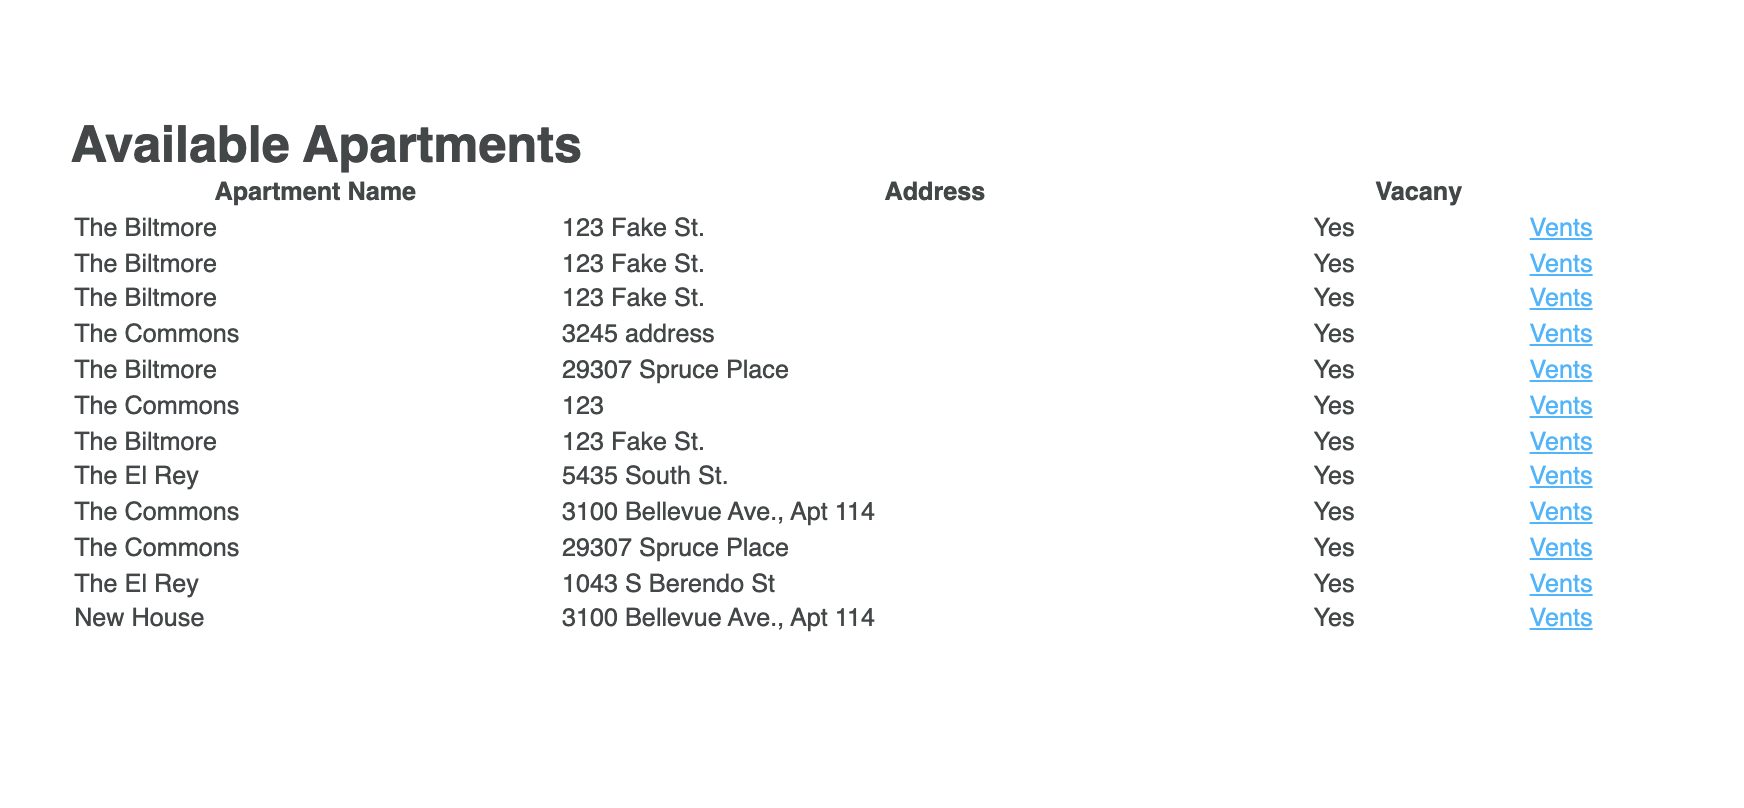 Available Apartments
Apartment Name Address Vacany
The Biltmore 123 Fake St. Yes Vents
The Biltmore 123 Fake St. Yes Vents
The Biltmore 123 Fake St. Yes Vents
The Commons 3245 address Yes Vents
The Biltmore 29307 Spruce Place Yes Vents
The Commons 123 Yes Vents
The Biltmore 123 Fake St. Yes Vents
The El Rey 5435 South St. Yes Vents
The Commons 3100 Bellevue Ave., Apt 114 Yes Vents
The Commons 29307 Spruce Place Yes Vents
The El Rey 1043 S Berendo St Yes Vents
New House 3100 Bellevue Ave., Apt 114 Yes Vents